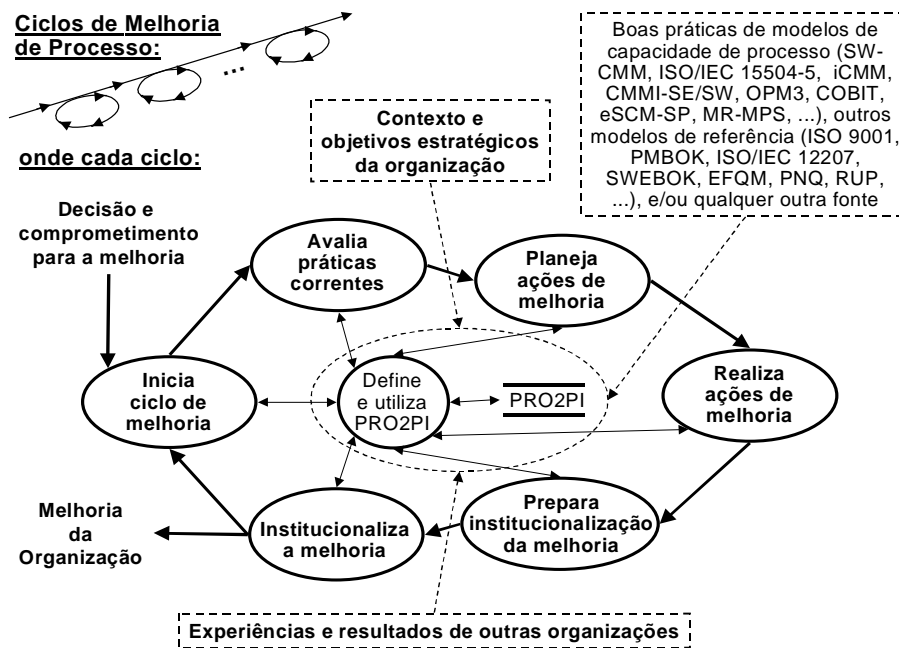 Ciclos de Melhoria
de Processo:
...
onde cada ciclo:
Boas práticas de modelos de
capacidade de processo (SW-
CMM, ISO/IEC 15504-5, iCMM,
CMMI-SE/SW, OPM3, COBIT,
eSCM-SP, MR-MPS, ...), outros
modelos de referência (ISO 9001,
PMBOK, ISO/IEC 12207,
SWEBOK, EFQM, PNQ, RUP,
...), e/ou qualquer outra fonte
Contexto e
objetivos estratégicos
da organização
Decisão e
comprometimento
para a melhoria
Avalia
práticas
correntes
Planeja
ações de
melhoria
Inicia
ciclo de
melhoria
Define
e utiliza
PRO2PI
PRO2PI
Realiza
ações de
melhoria
Melhoria
da
Organização
Institucionaliza
a melhoria
Prepara
institucionalização
da melhoria
Experiências e resultados de outras organizações